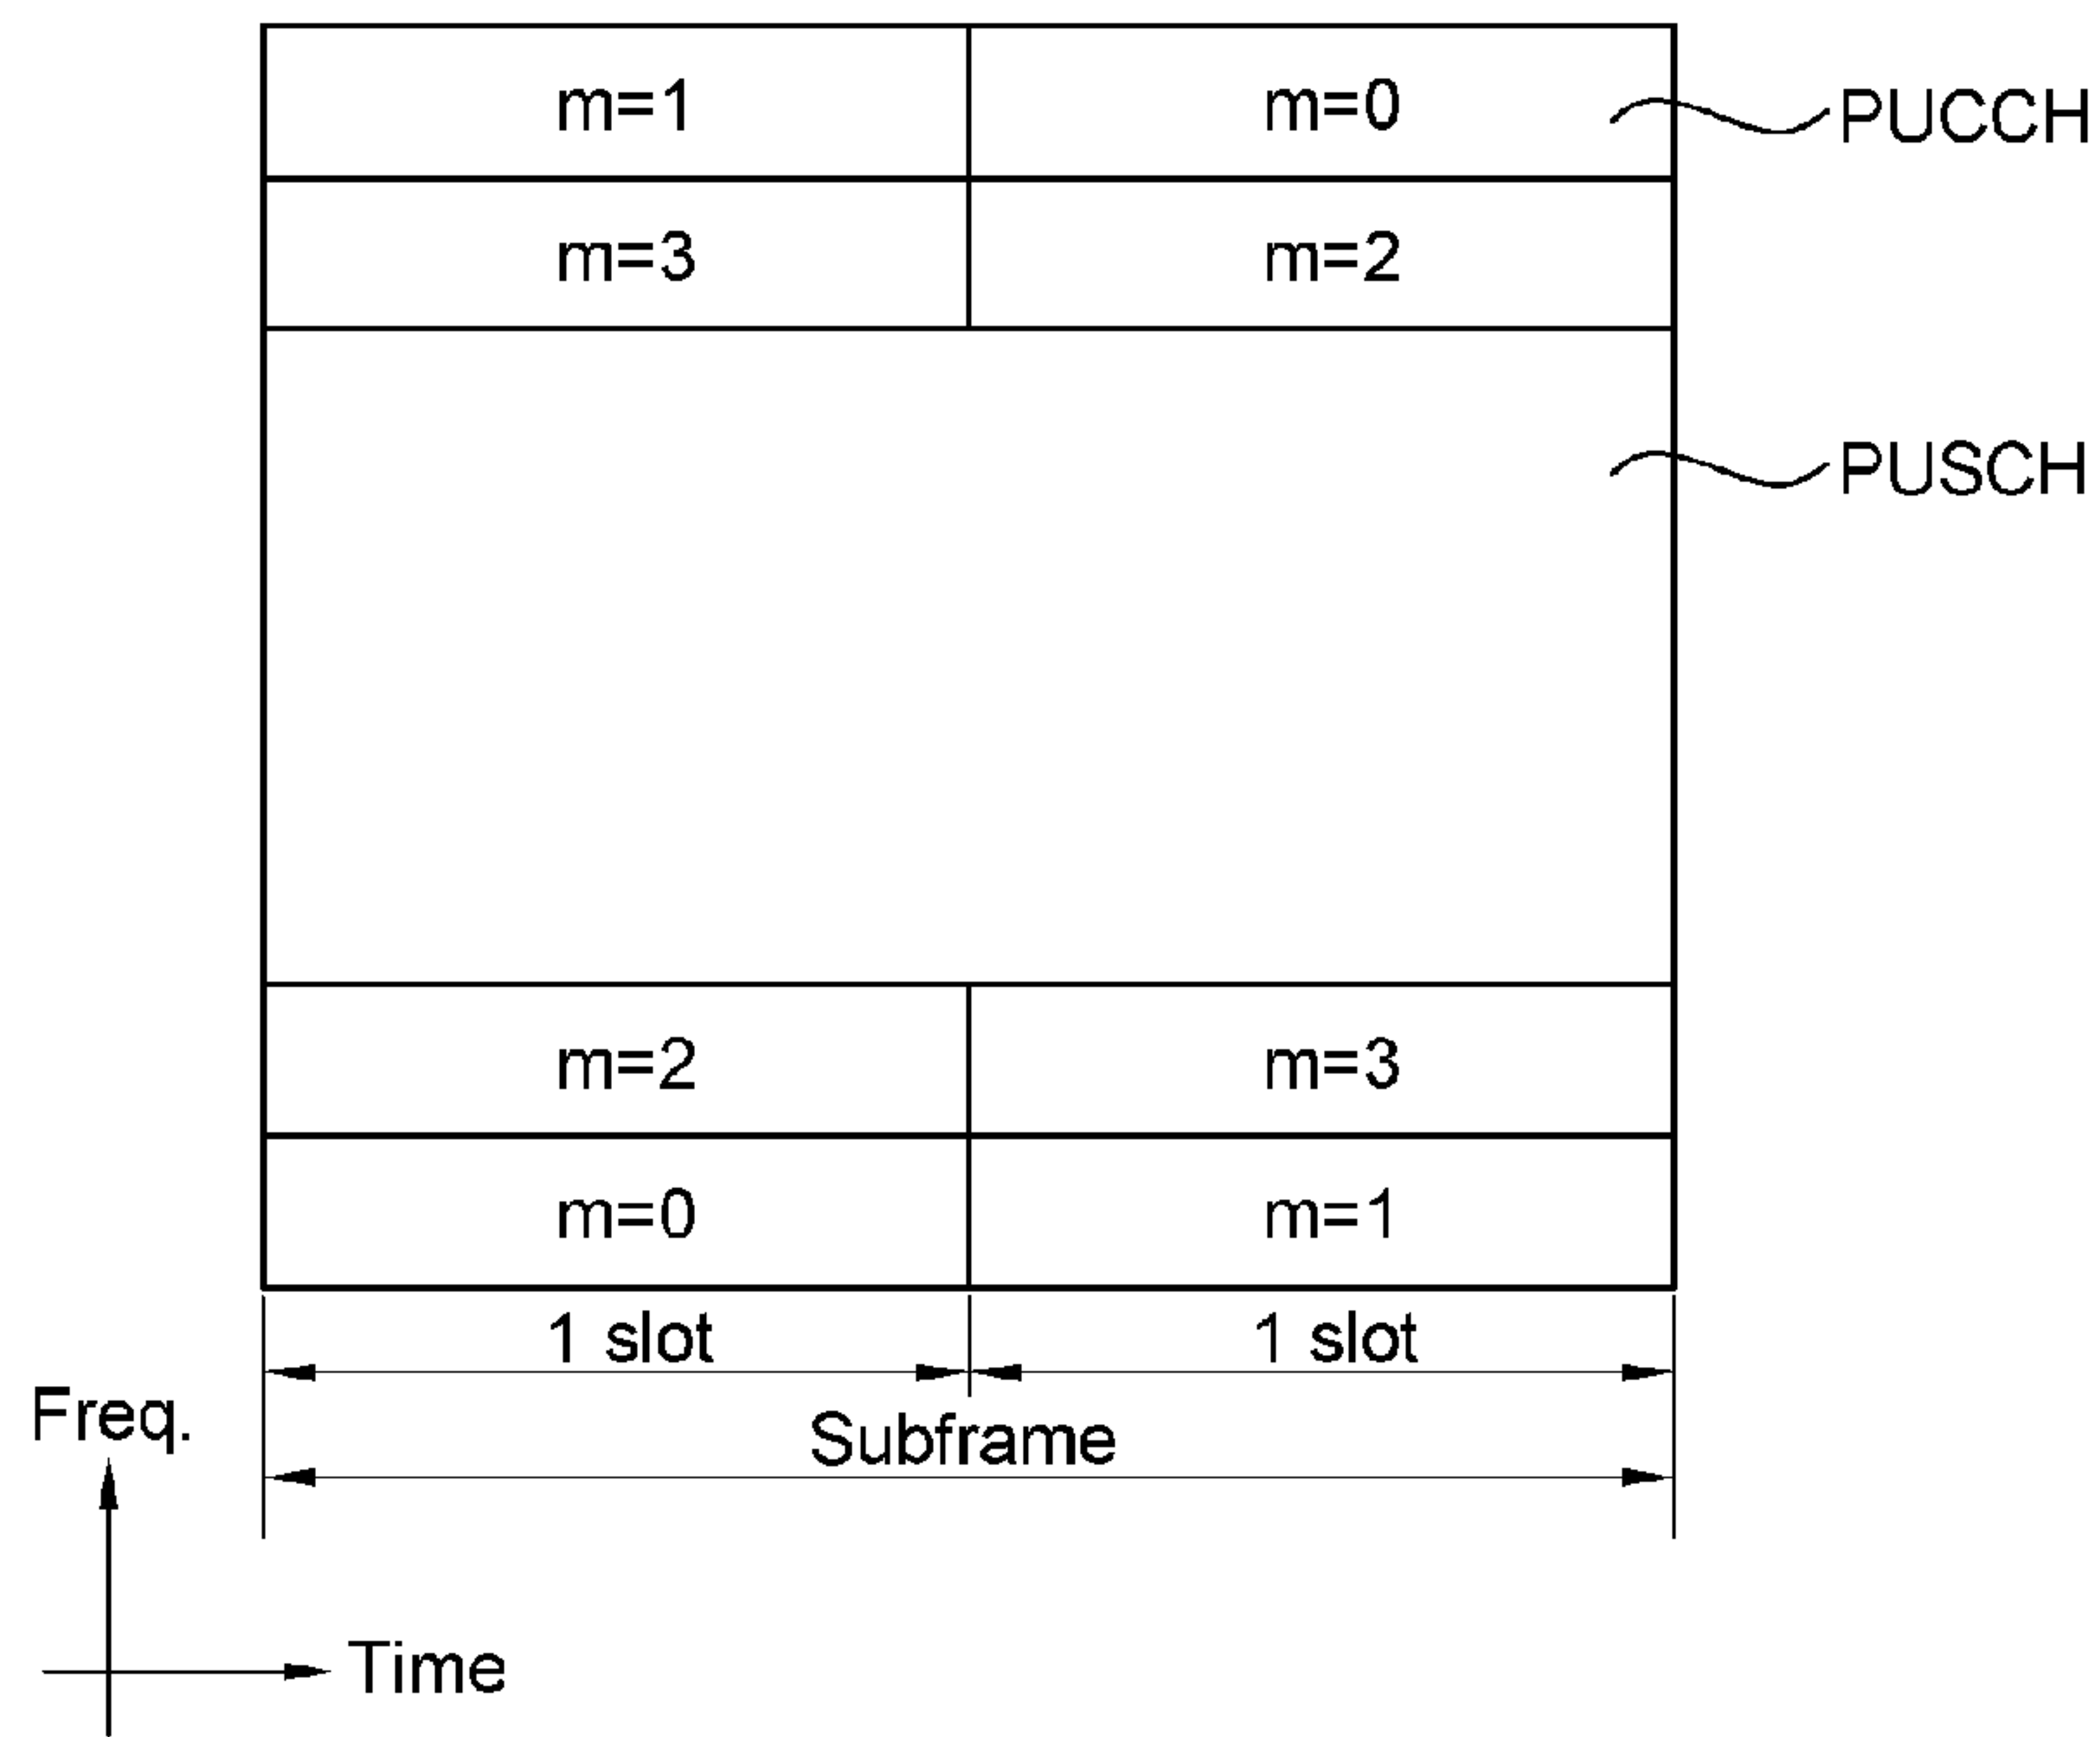 m=1 m=0 PUCCH
m=3 m=2
PUSCH
m=2 m=3
m=0 m=1
1 slot 1 slot
Freq.
Subframe
Time